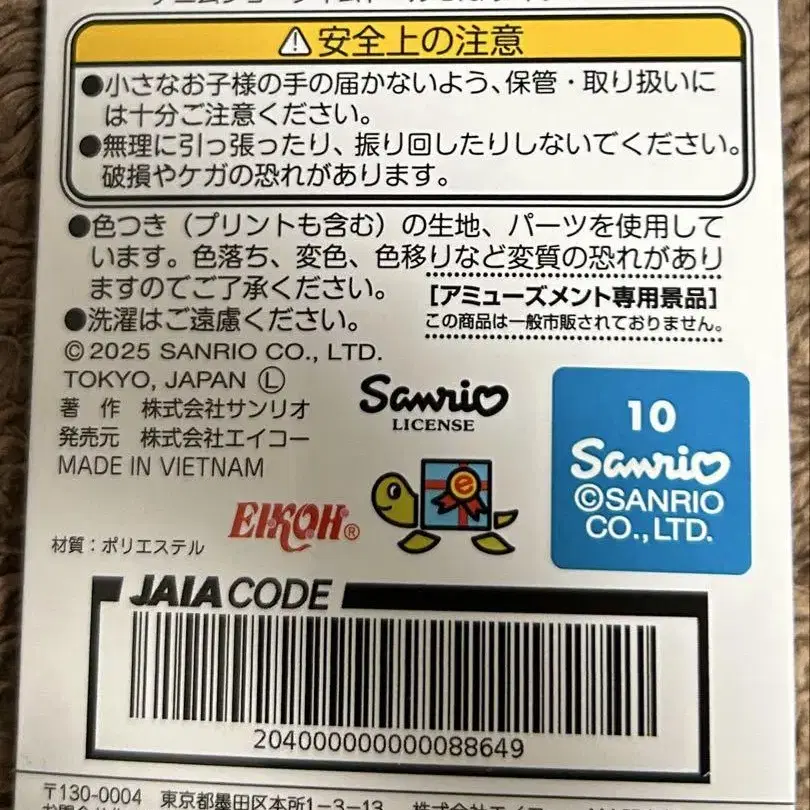 ⚠安全上の注意
●小さなお子様の手の届かないよう、保管・取り扱いに
は十分ご注意ください。
●無理に引っ張ったり、振り回したりしないでください。
破損やケガの恐れがあります。
●色つき（プリントも含む）の生地、パーツを使用して
います。色落ち、変色、色移りなど変質の恐れがあり
ますのでご了承ください。
●洗濯はご遠慮ください。
[アミューズメント専用景品]
この商品は一般市販されておりません。
©2025 SANRIO CO., LTD.
TOKYO, JAPAN Ⓛ
著　作　株式会社サンリオ
発売元　株式会社エイコー
MADE IN VIETNAM
Sanrio
LICENSE
10
Sanrio
©SANRIO
CO., LTD.
EIKOH®
e
材質：ポリエステル
JAIA CODE
2040000000000088649
〒130-0004　東京都墨田区本所1-3-13　株式会社エイコー